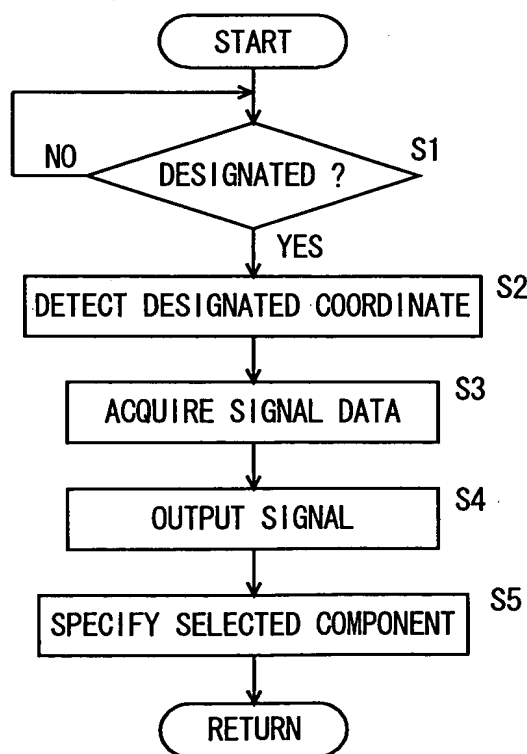 START
NO
DESIGNATED ?
S1
YES
DETECT DESIGNATED COORDINATE
S2
ACQUIRE SIGNAL DATA
S3
OUTPUT SIGNAL
S4
SPECIFY SELECTED COMPONENT
S5
RETURN